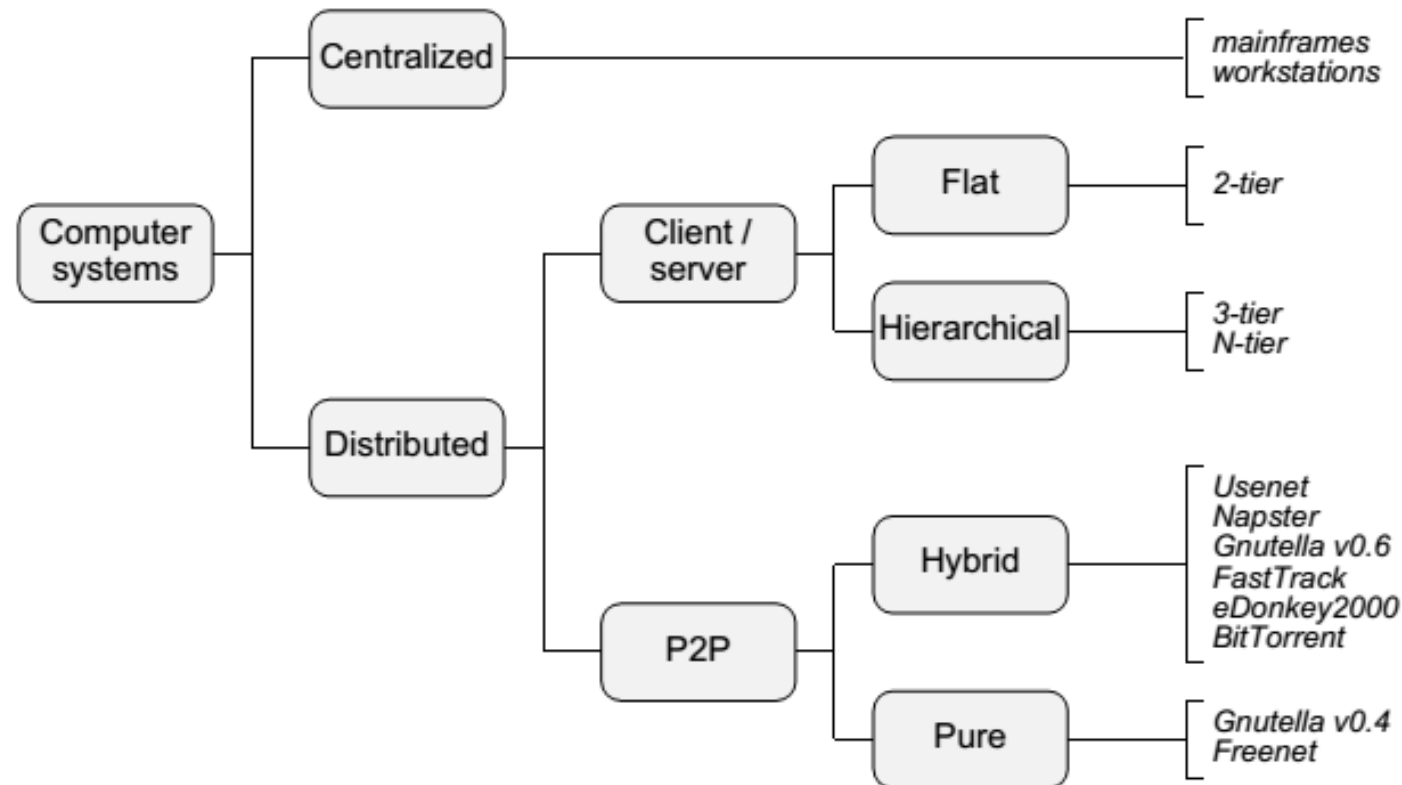 Centralized
mainframes
workstations
Flat
2-tier
Computer
systems
Client /
server
Hierarchical
3-tier
N-tier
Distributed
Hybrid
Usenet
Napster
Gnutella v0.6
FastTrack
eDonkey2000
BitTorrent
P2P
Pure
Gnutella v0.4
Freenet